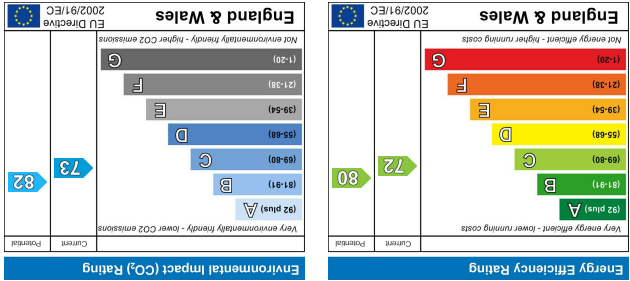 Energy Efficiency Rating
Current
Potential
Very energy efficient - lower running costs
(92 plus) A
(81-91) B
(69-80) C
(55-68) D
(39-54) E
(21-38) F
(1-20) G
72
80
Not energy efficient - higher running costs
England & Wales
EU Directive
2002/91/EC
Environmental Impact (CO₂) Rating
Current
Potential
Very environmentally friendly - lower CO2 emissions
(92 plus) A
(81-91) B
(69-80) C
(55-68) D
(39-54) E
(21-38) F
(1-20) G
73
82
Not environmentally friendly - higher CO2 emissions
England & Wales
EU Directive
2002/91/EC